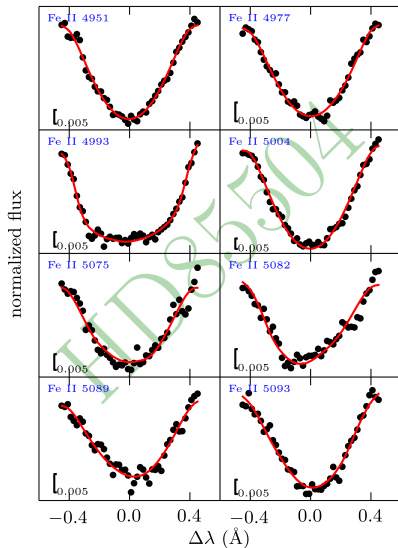 Fe II 4951
Fe II 4977
0.005
0.005
Fe II 4993
Fe II 5004
0.005
0.005
Fe II 5075
Fe II 5082
0.005
0.005
Fe II 5089
Fe II 5093
0.005
0.005
HD85504
normalized flux
−0.4 0.0 0.4 −0.4 0.0 0.4
Δλ (Å)